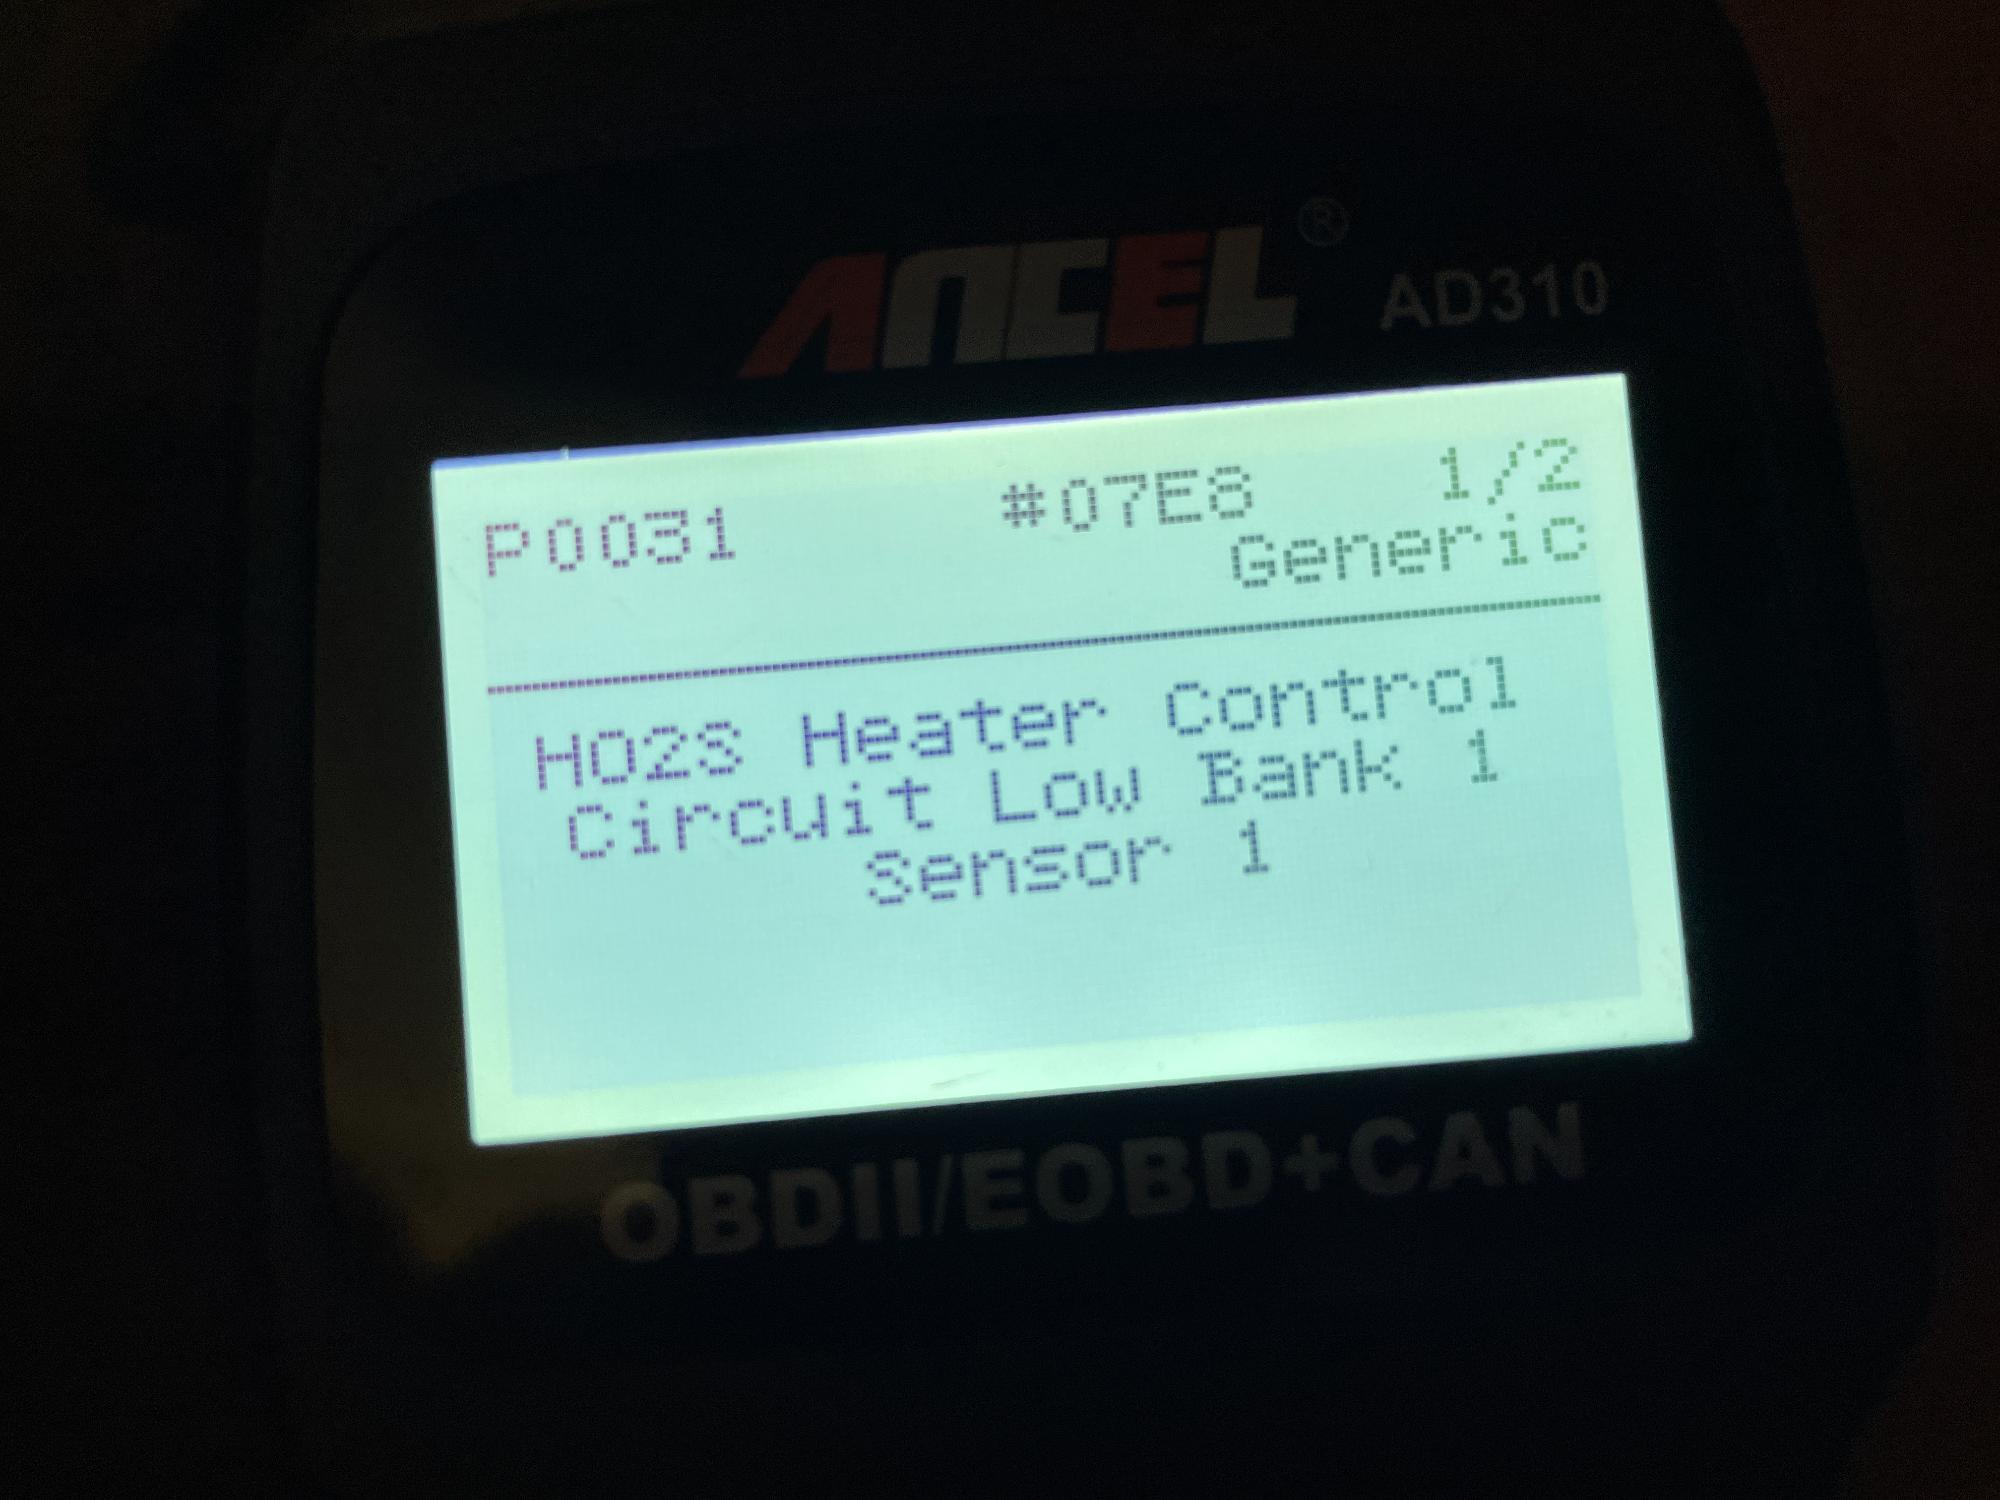 ANCEL ®
AD310
P0031 #07E8 1/2
Generic
HO2S Heater Control
Circuit Low Bank 1
Sensor 1
OBDII/EOBD+CAN